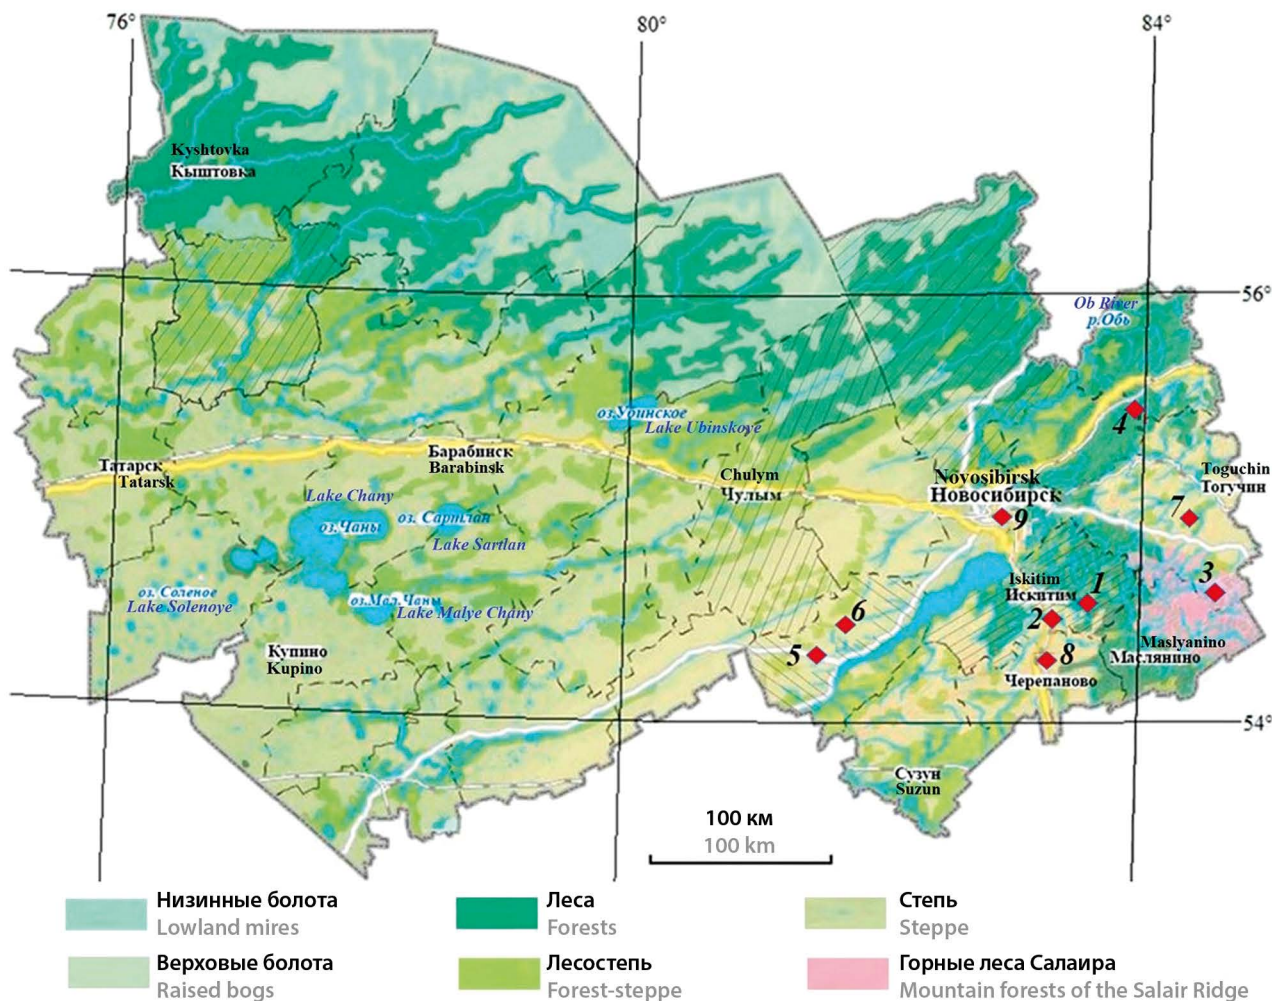 76°
80°
84°
Kyshtovka
Кыштовка
56°
Ob River
р.Обь
оз.Убинское
Lake Ubinskoye
4
Татарск
Tatarsk
Барабинск
Barabinsk
Chulym
Чулым
Novosibirsk
Новосибирск
Toguchin
Тогучин
Lake Chany
оз.Чаны
оз. Сартлан
Lake Sartlan
9
7
оз. Соленое
Lake Solenoye
оз.Мал.Чаны
Lake Malye Chany
Iskitim
Искитим
1
3
6
2
Купино
Kupino
5
8
Maslyanino
Маслянино
Черепаново
54°
Сузун
Suzun
100 км
100 km
Низинные болота
Lowland mires
Леса
Forests
Степь
Steppe
Верховые болота
Raised bogs
Лесостепь
Forest-steppe
Горные леса Салаира
Mountain forests of the Salair Ridge